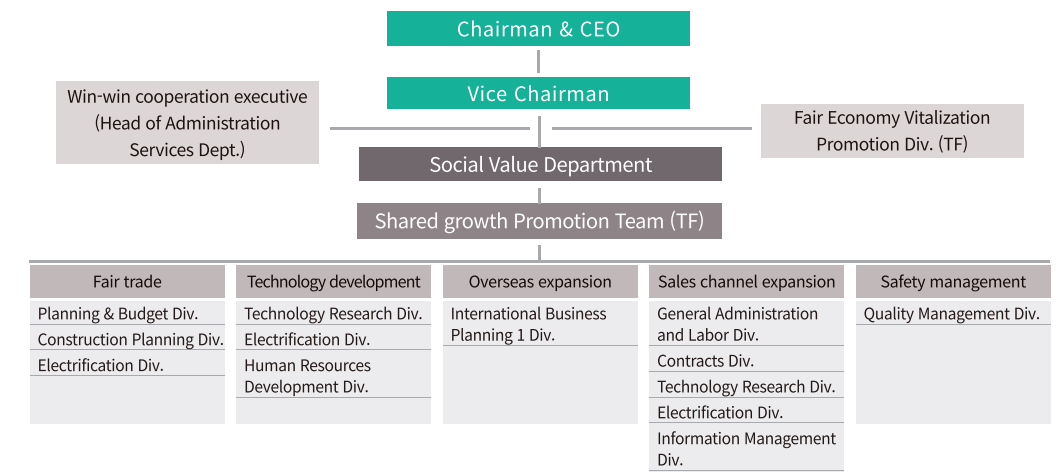 Chairman & CEO
Vice Chairman
Win-win cooperation executive
(Head of Administration
Services Dept.)
Fair Economy Vitalization
Promotion Div. (TF)
Social Value Department
Shared growth Promotion Team (TF)
Fair trade
Planning & Budget Div.
Construction Planning Div.
Electrification Div.
Technology development
Technology Research Div.
Electrification Div.
Human Resources
Development Div.
Overseas expansion
International Business
Planning 1 Div.
Sales channel expansion
General Administration
and Labor Div.
Contracts Div.
Technology Research Div.
Electrification Div.
Information Management
Div.
Safety management
Quality Management Div.